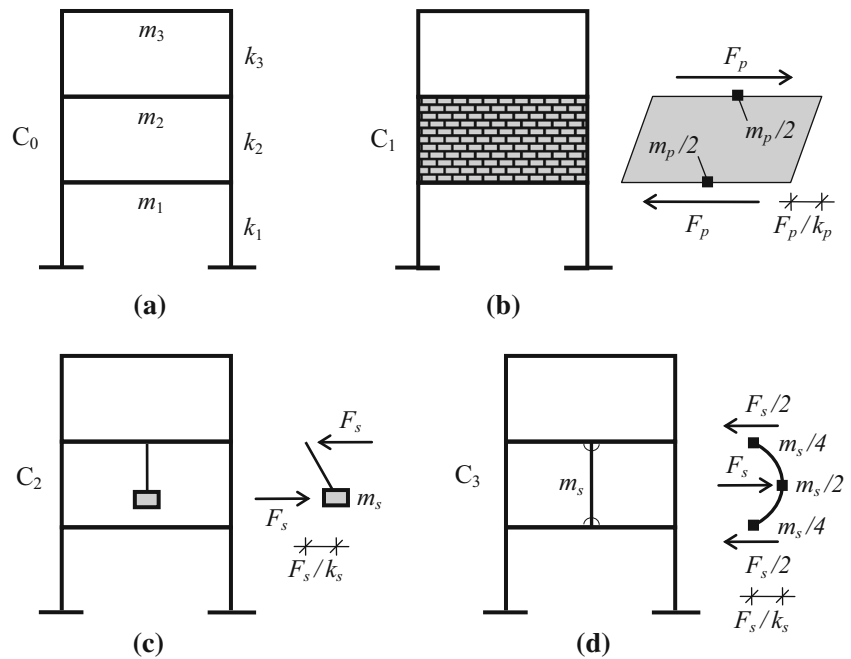 C₀
m₃
k₃
m₂
k₂
m₁
k₁
(a)
C₁
Fₚ
mₚ/2
mₚ/2
Fₚ
Fₚ/kₚ
(b)
C₂
Fₛ
mₛ
Fₛ
Fₛ/kₛ
(c)
C₃
mₛ
Fₛ/2
mₛ/4
Fₛ
mₛ/2
mₛ/4
Fₛ/2
Fₛ/kₛ
(d)